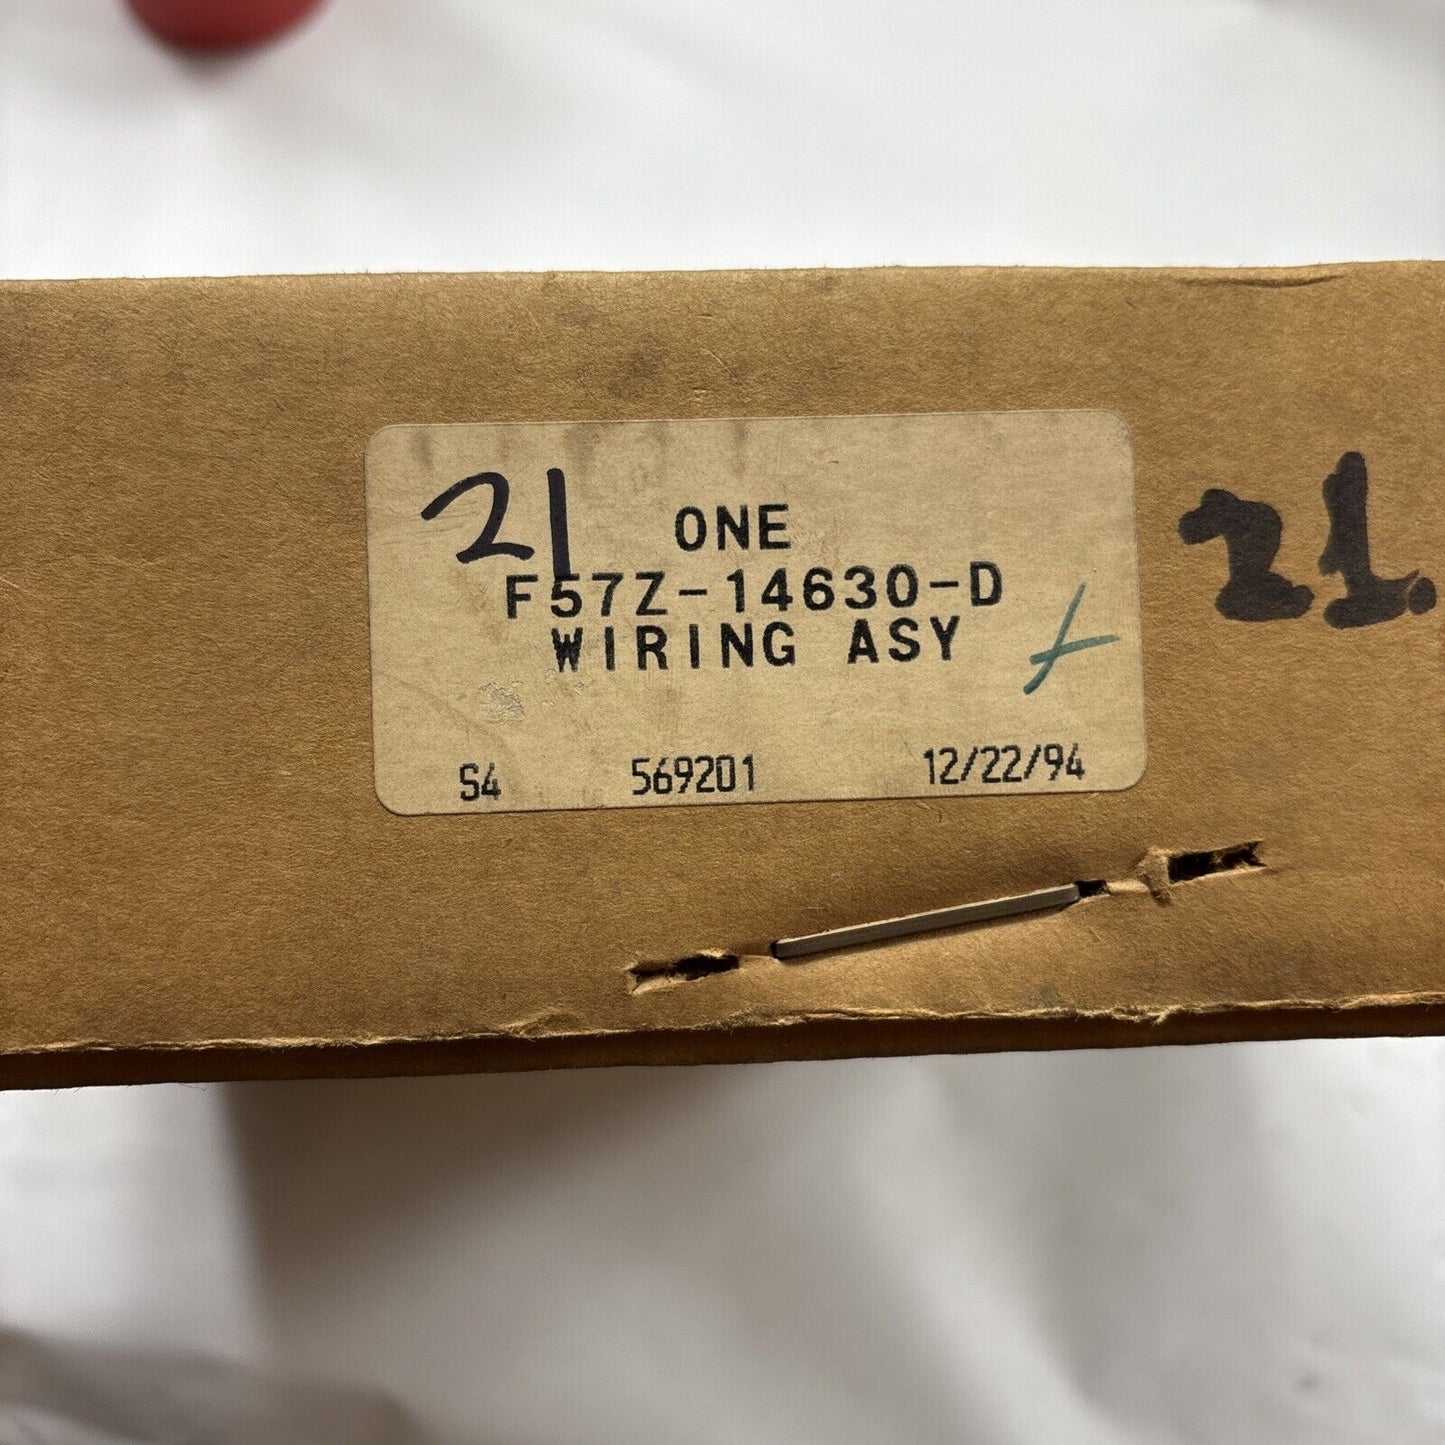 21 ONE
F57Z-14630-D
WIRING ASY
S4 569201 12/22/94
21.